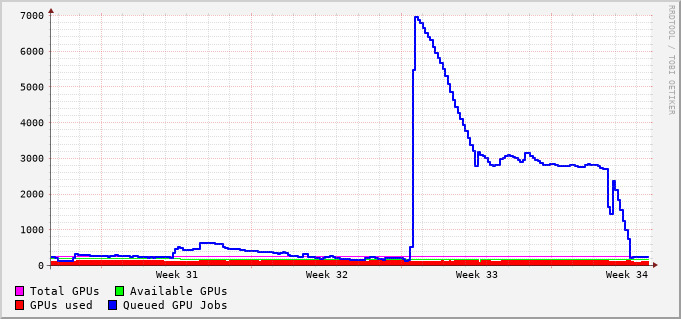 7000
6000
5000
4000
3000
2000
1000
0
Week 31 Week 32 Week 33 Week 34
Total GPUs Available GPUs
GPUs used Queued GPU Jobs
RRDTOOL / TOBI OETIKER